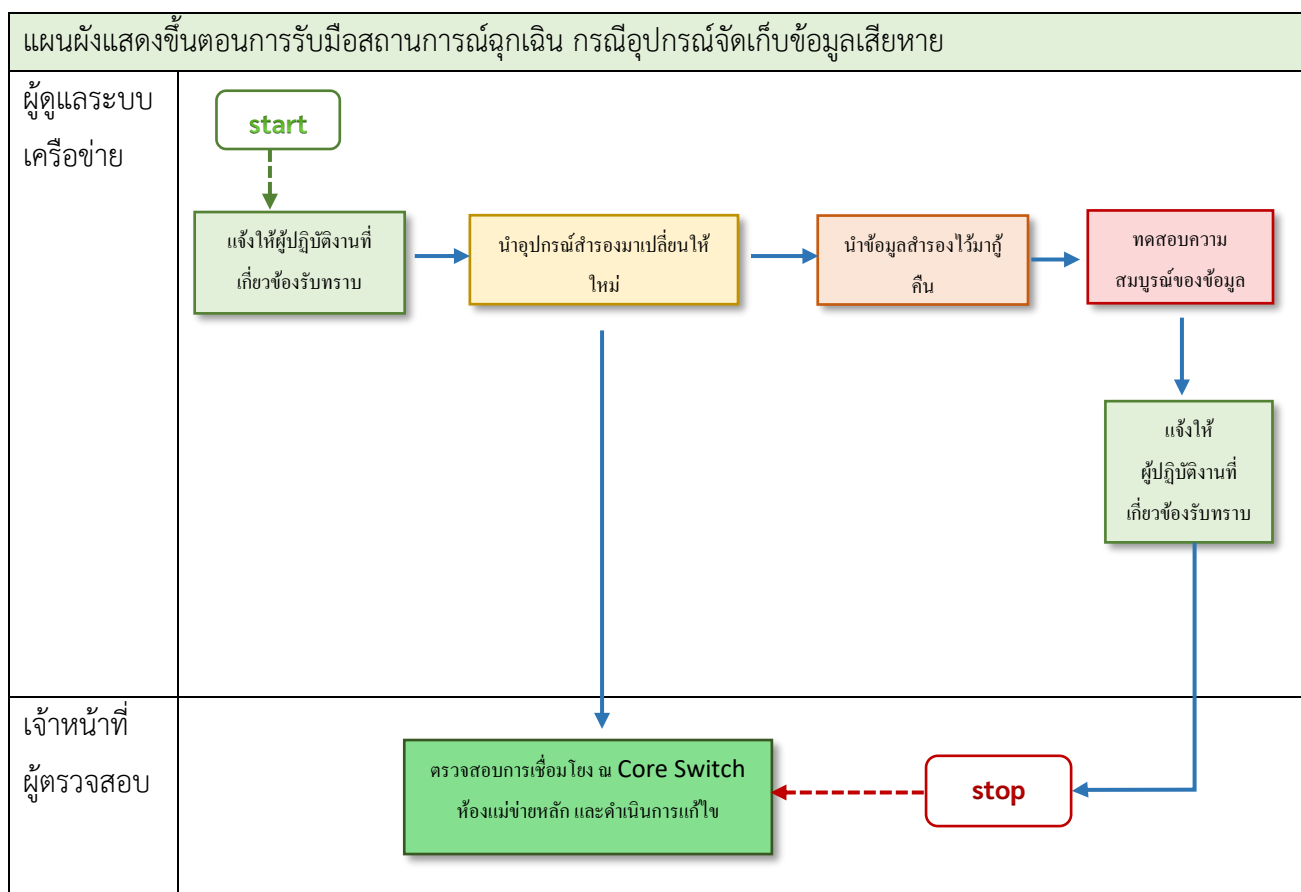 แผนผังแสดงขึ้นตอนการรับมือสถานการณ์ฉุกเฉิน กรณีอุปกรณ์จัดเก็บข้อมูลเสียหาย
ผู้ดูแลระบบ
เครือข่าย
start
แจ้งให้ผู้ปฏิบัติงานที่
เกี่ยวข้องรับทราบ
นำอุปกรณ์สำรองมาเปลี่ยนให้
ใหม่
นำข้อมูลสำรองไว้มากู้
คืน
ทดสอบความ
สมบูรณ์ของข้อมูล
แจ้งให้
ผู้ปฏิบัติงานที่
เกี่ยวข้องรับทราบ
เจ้าหน้าที่
ผู้ตรวจสอบ
ตรวจสอบการเชื่อมโยง ณ Core Switch
ห้องแม่ข่ายหลัก และดำเนินการแก้ไข
stop